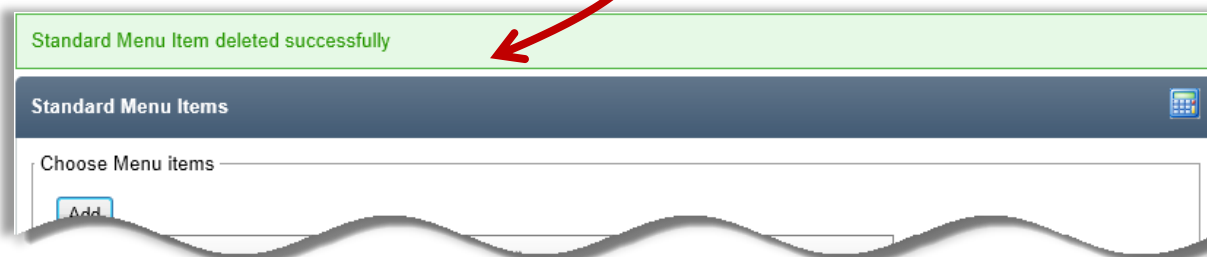 Standard Menu Item deleted successfully
Standard Menu Items
Choose Menu items
Add